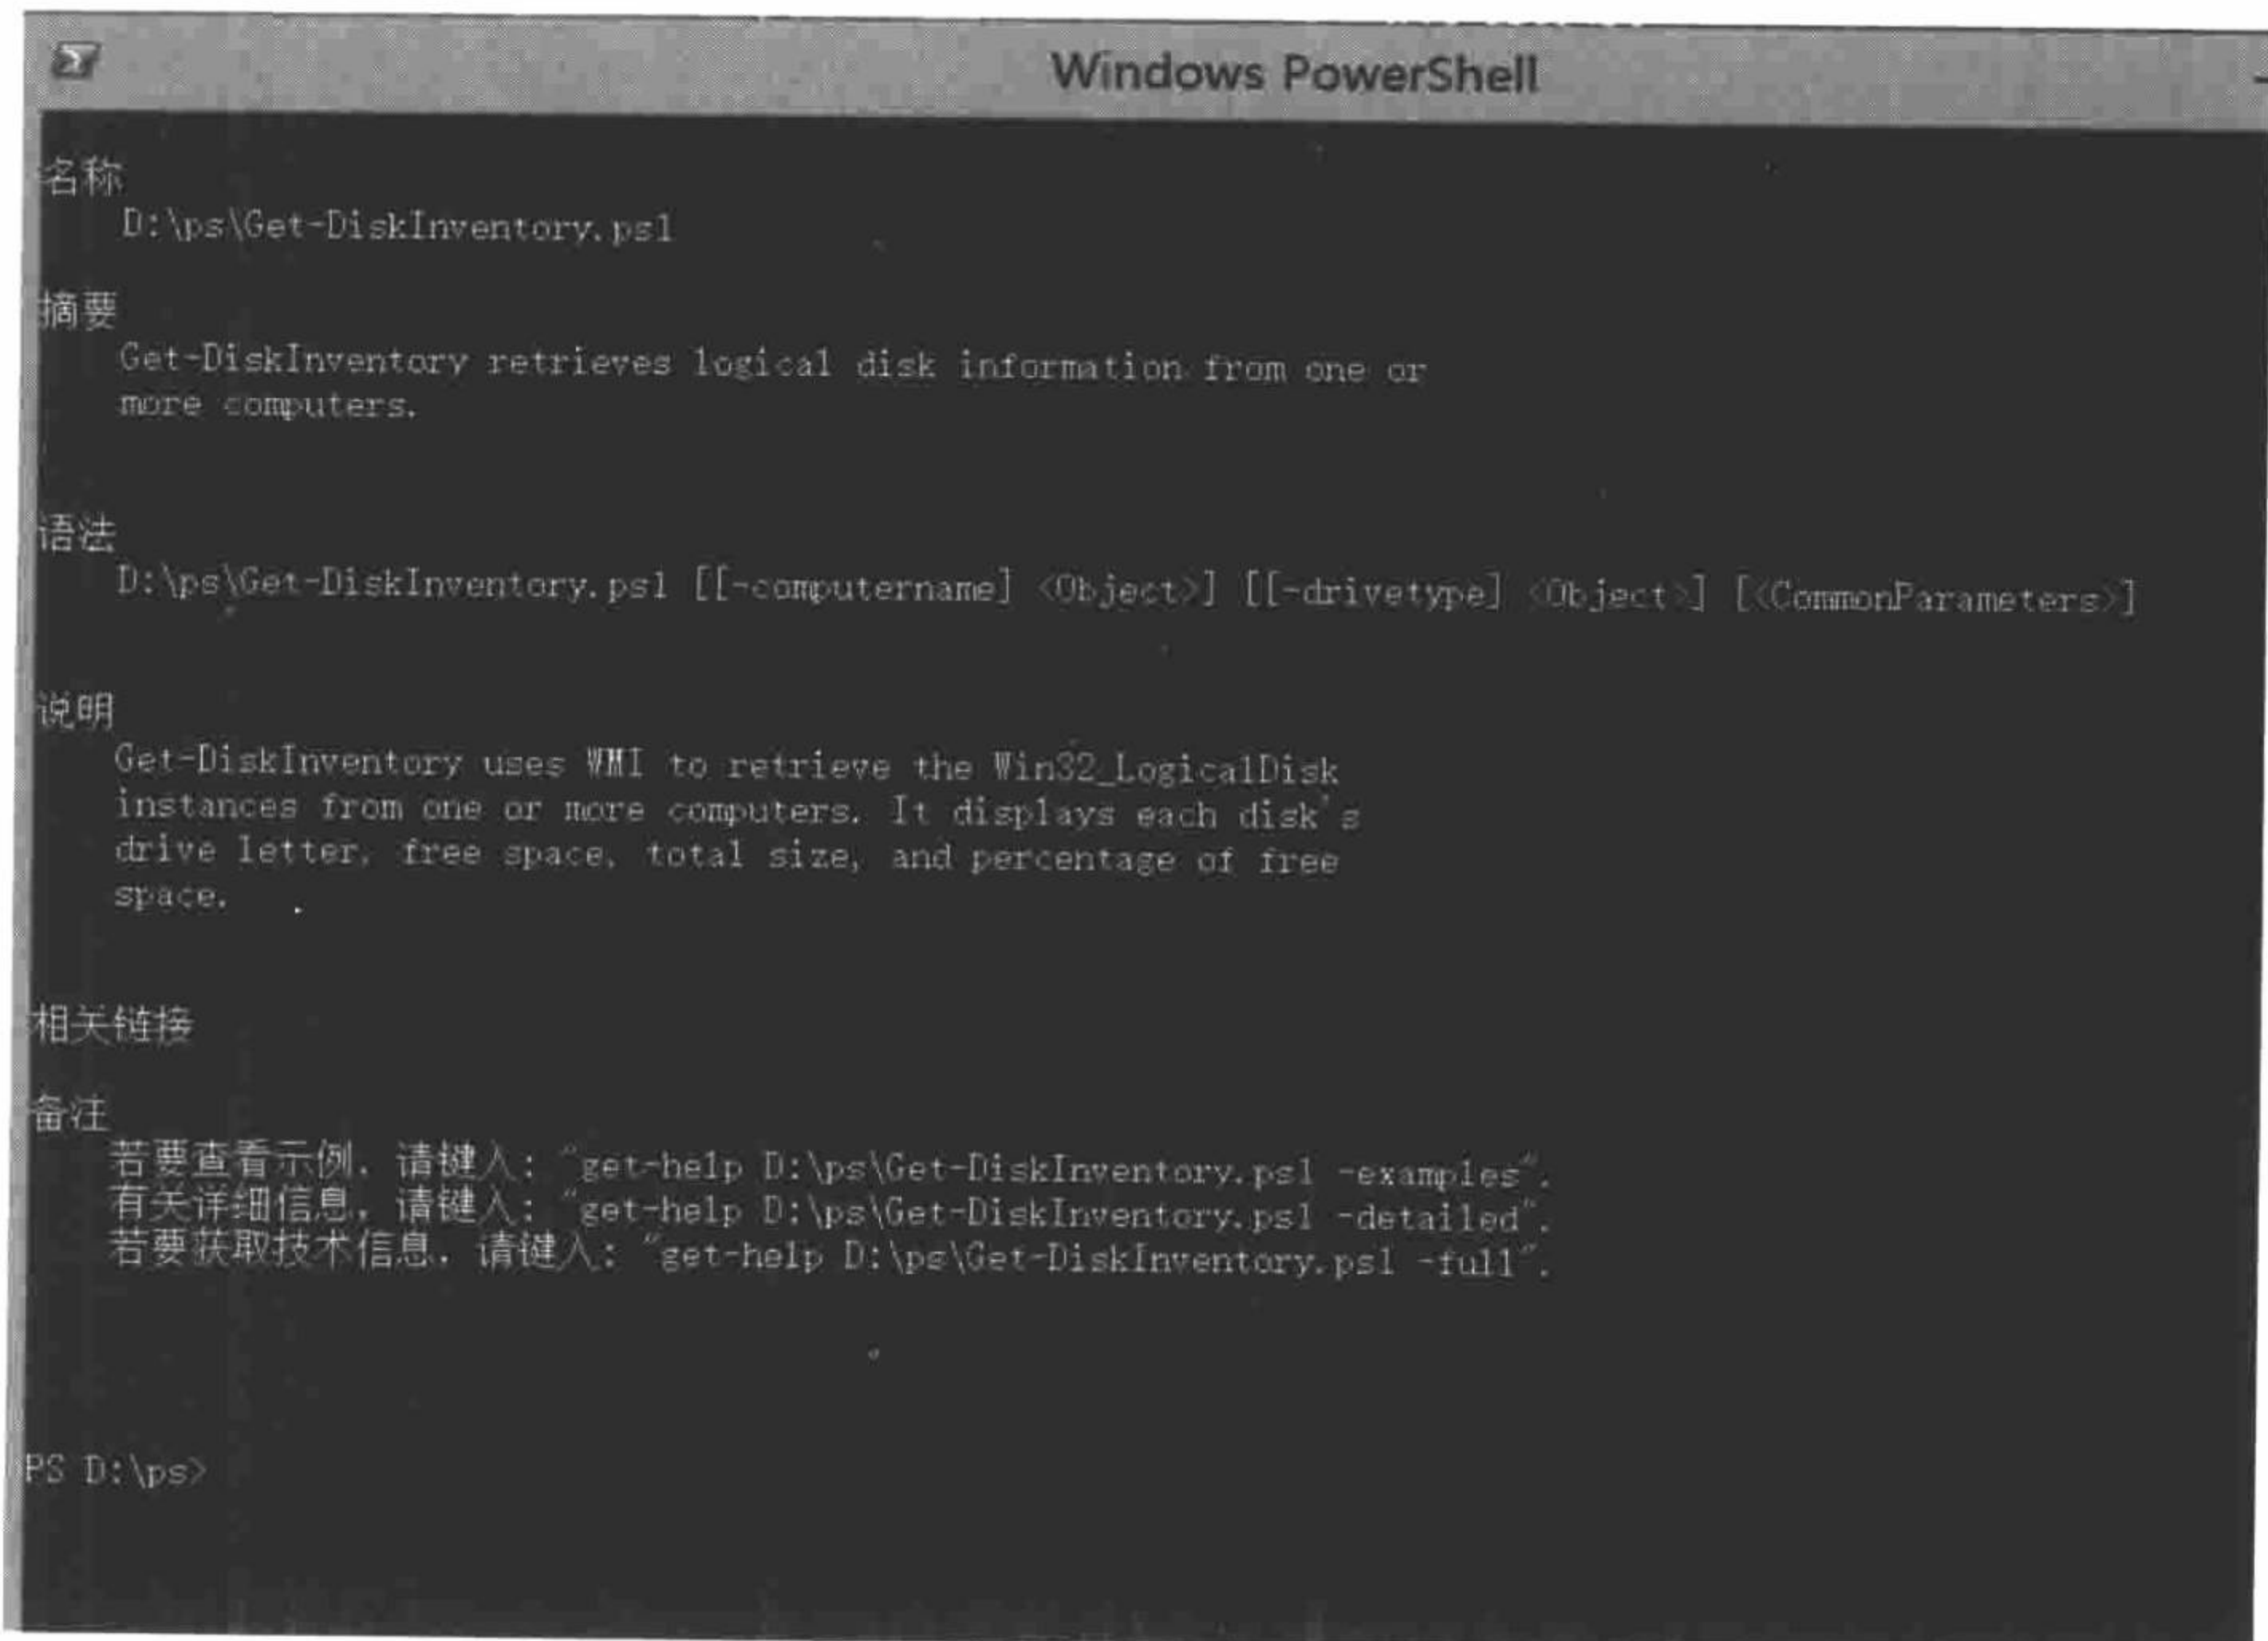 Windows PowerShell
名称
D:\ps\Get-DiskInventory.ps1
摘要
Get-DiskInventory retrieves logical disk information from one or
more computers.
语法
D:\ps\Get-DiskInventory.ps1 [[-computername] <Object>] [[-drivetype] <Object>] [<CommonParameters>]
说明
Get-DiskInventory uses WMI to retrieve the Win32_LogicalDisk
instances from one or more computers. It displays each disk's
drive letter, free space, total size, and percentage of free
space.
相关链接
备注
若要查看示例，请键入: "get-help D:\ps\Get-DiskInventory.ps1 -examples".
有关详细信息，请键入: "get-help D:\ps\Get-DiskInventory.ps1 -detailed".
若要获取技术信息，请键入: "get-help D:\ps\Get-DiskInventory.ps1 -full".
PS D:\ps>